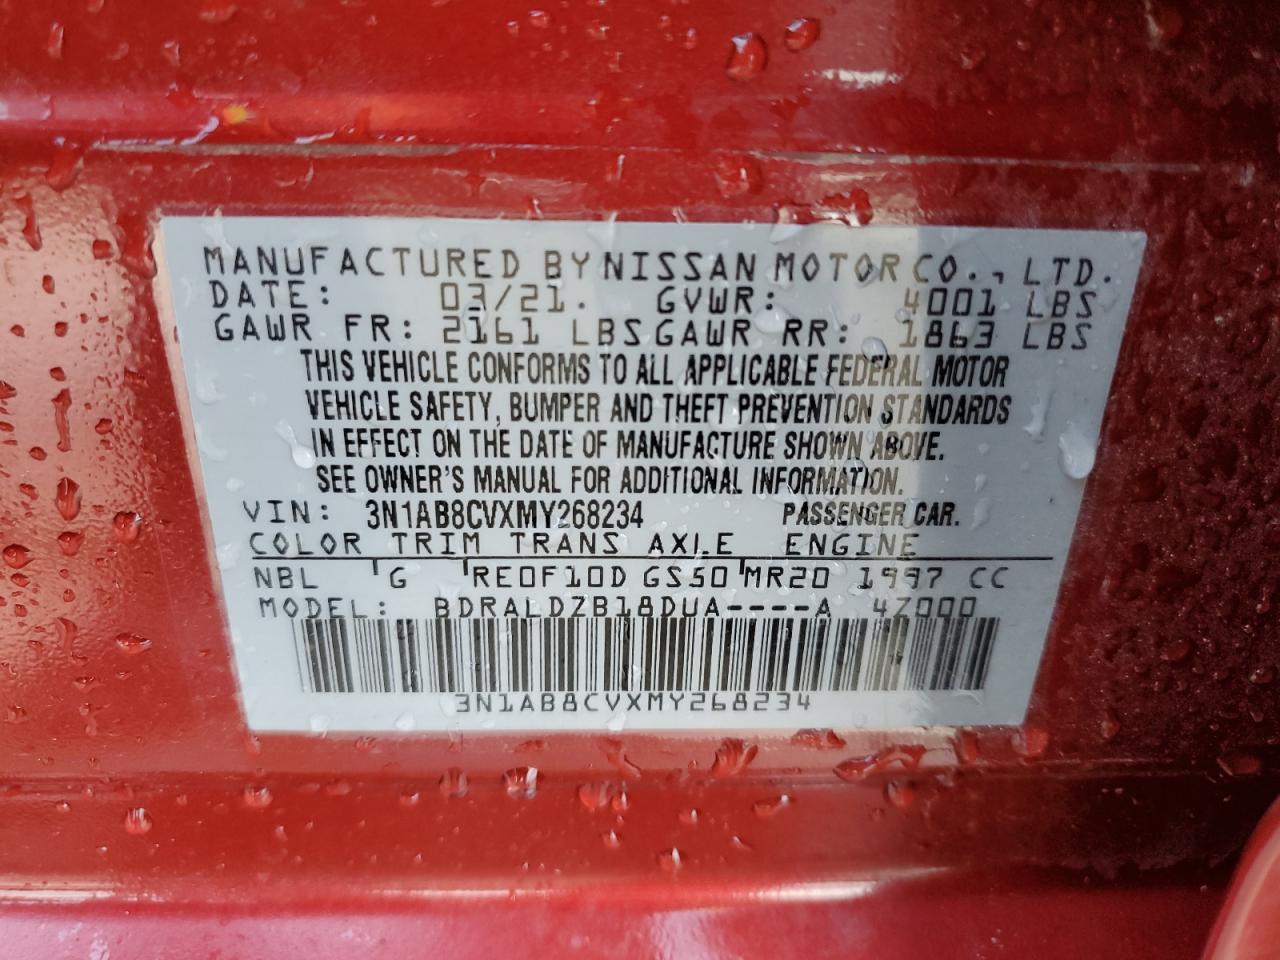 MANUFACTURED BY NISSAN MOTOR CO., LTD.
DATE: 03/21. GVWR: 4001 LBS
GAWR FR: 2161 LBS GAWR RR: 1863 LBS
THIS VEHICLE CONFORMS TO ALL APPLICABLE FEDERAL MOTOR
VEHICLE SAFETY, BUMPER AND THEFT PREVENTION STANDARDS
IN EFFECT ON THE DATE OF MANUFACTURE SHOWN ABOVE.
SEE OWNER'S MANUAL FOR ADDITIONAL INFORMATION.
VIN: 3N1AB8CVXMY268234 PASSENGER CAR.
COLOR TRIM TRANS AXLE ENGINE
NBL G RE0F10D GS50 MR20 1997 CC
MODEL: BDRALDZB18DUA----A 4Z000
3N1AB8CVXMY268234